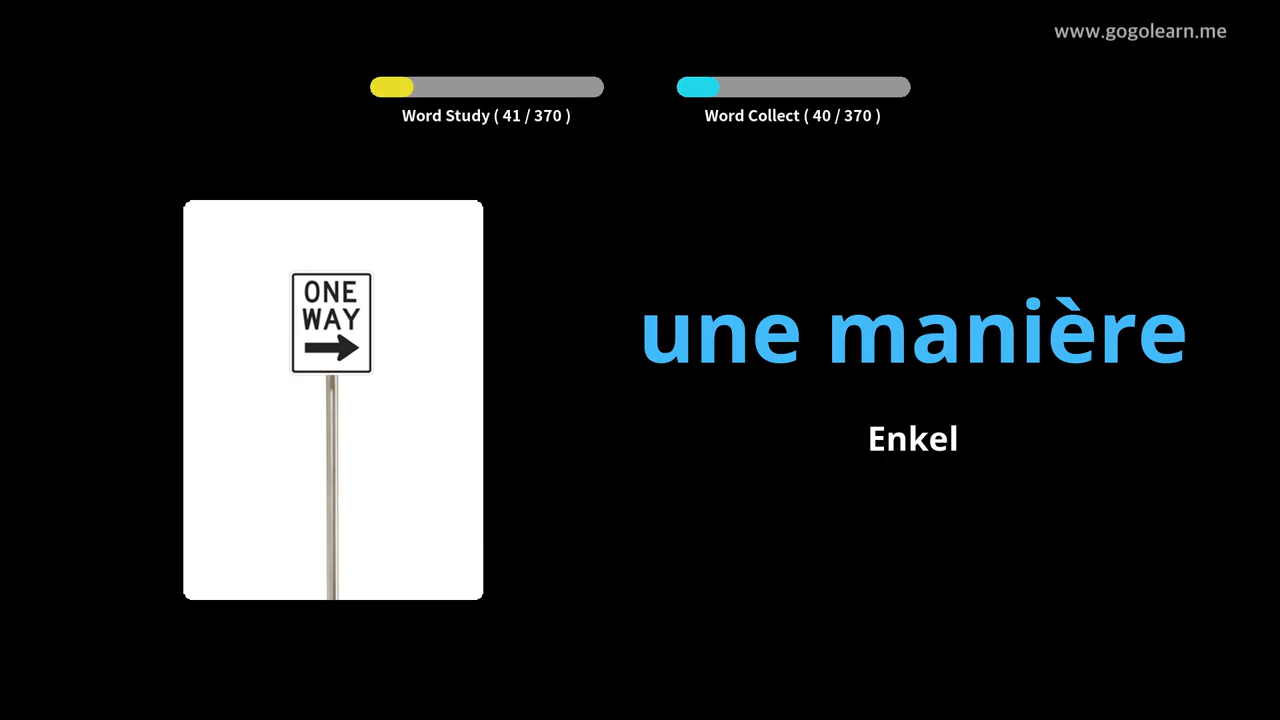 www.gogolearn.me
Word Study ( 41 / 370 )
Word Collect ( 40 / 370 )
ONE
WAY
une manière
Enkel